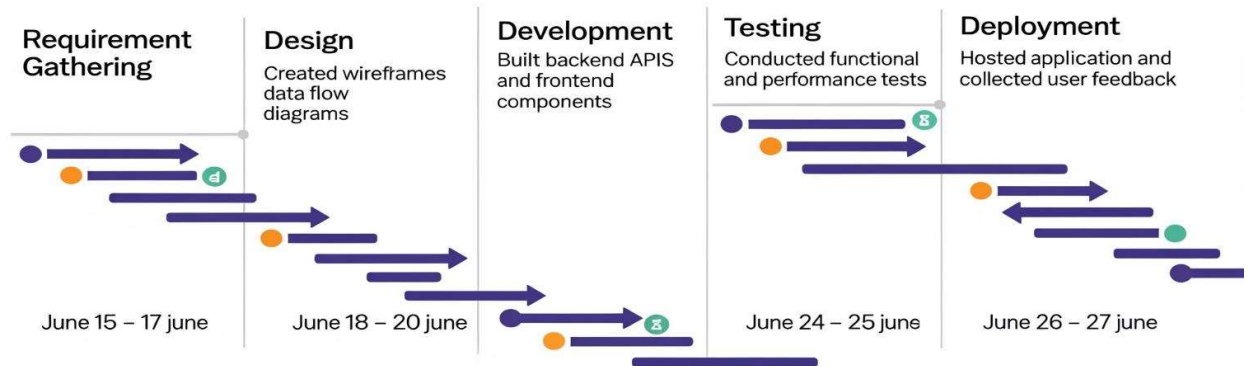 Requirement
Gathering
June 15 – 17 june
Design
Created wireframes
data flow
diagrams
June 18 – 20 june
Development
Built backend APIS
and frontend
components
Testing
Conducted functional
and performance tests
June 24 – 25 june
Deployment
Hosted application and
collected user feedback
June 26 – 27 june